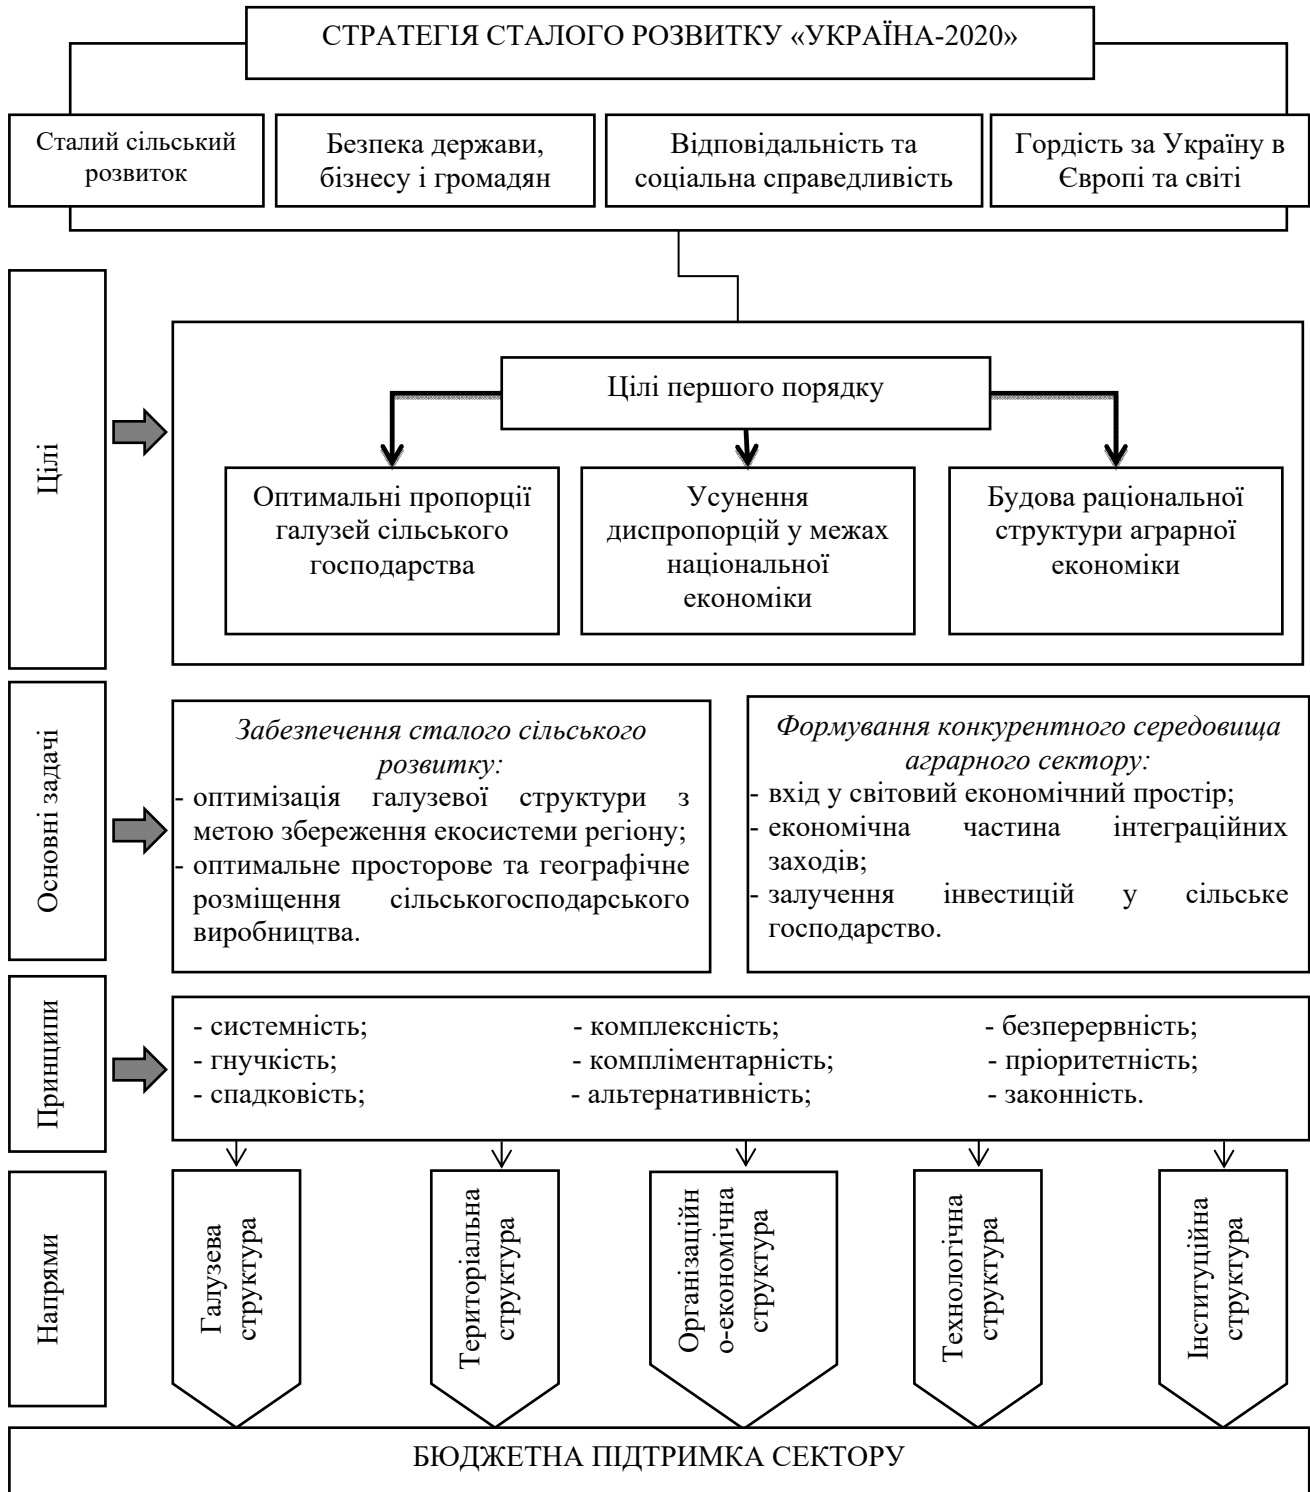 СТРАТЕГІЯ СТАЛОГО РОЗВИТКУ «УКРАЇНА-2020»
Сталий сільський
розвиток
Безпека держави,
бізнесу і громадян
Відповідальність та
соціальна справедливість
Гордість за Україну в
Європі та світі
Цілі
Цілі першого порядку
Оптимальні пропорції
галузей сільського
господарства
Усунення
диспропорцій у межах
національної
економіки
Будова раціональної
структури аграрної
економіки
Основні задачі
Забезпечення сталого сільського
розвитку:
- оптимізація галузевої структури з
метою збереження екосистеми регіону;
- оптимальне просторове та географічне
розміщення сільськогосподарського
виробництва.
Формування конкурентного середовища
аграрного сектору:
- вхід у світовий економічний простір;
- економічна частина інтеграційних
заходів;
- залучення інвестицій у сільське
господарство.
Принципи
- системність;
- гнучкість;
- спадковість;
- комплексність;
- компліментарність;
- альтернативність;
- безперервність;
- пріоритетність;
- законність.
Напрями
Галузева
структура
Територіальна
структура
Організаційн
о-економічна
структура
Технологічна
структура
Інституційна
структура
БЮДЖЕТНА ПІДТРИМКА СЕКТОРУ